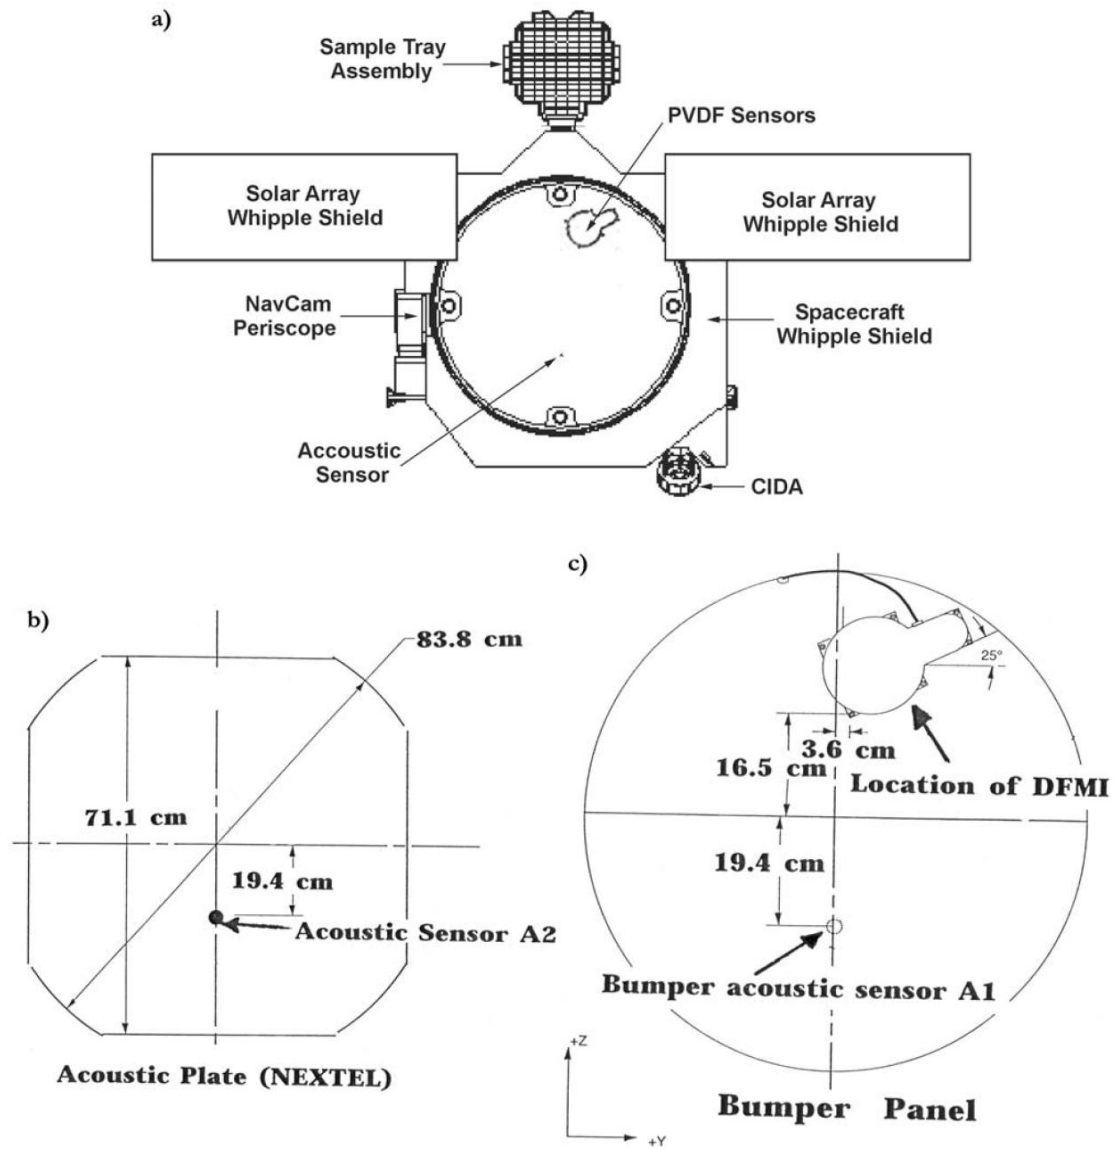 a)
Sample Tray
Assembly
PVDF Sensors
Solar Array
Whipple Shield
Solar Array
Whipple Shield
NavCam
Periscope
Spacecraft
Whipple Shield
Accoustic
Sensor
CIDA
b)
83.8 cm
71.1 cm
19.4 cm
Acoustic Sensor A2
Acoustic Plate (NEXTEL)
c)
25°
3.6 cm
16.5 cm
Location of DFMI
19.4 cm
Bumper acoustic sensor A1
+Z
+Y
Bumper Panel